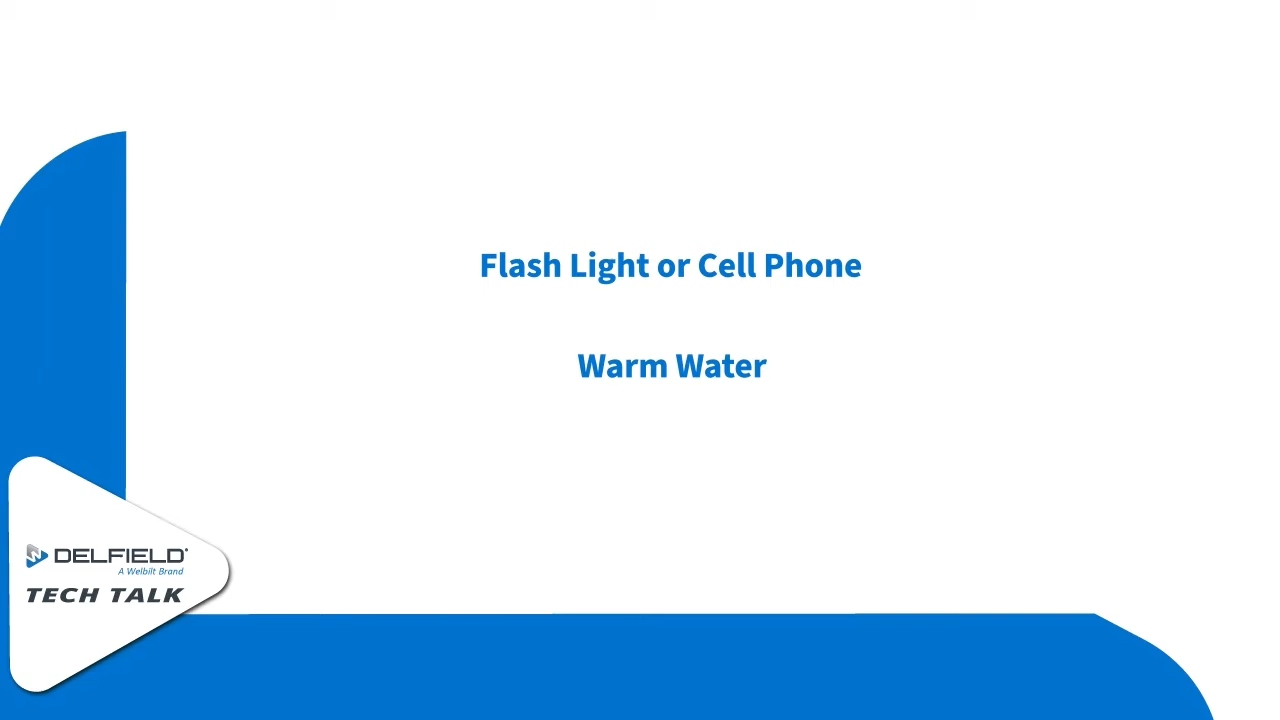 Flash Light or Cell Phone
Warm Water
DELFIELD
A Welbilt Brand
TECH TALK